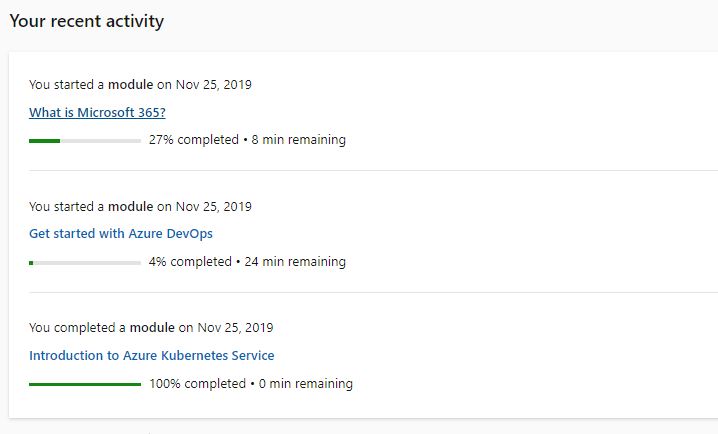 Your recent activity
You started a module on Nov 25, 2019
What is Microsoft 365?
27% completed • 8 min remaining
You started a module on Nov 25, 2019
Get started with Azure DevOps
4% completed • 24 min remaining
You completed a module on Nov 25, 2019
Introduction to Azure Kubernetes Service
100% completed • 0 min remaining